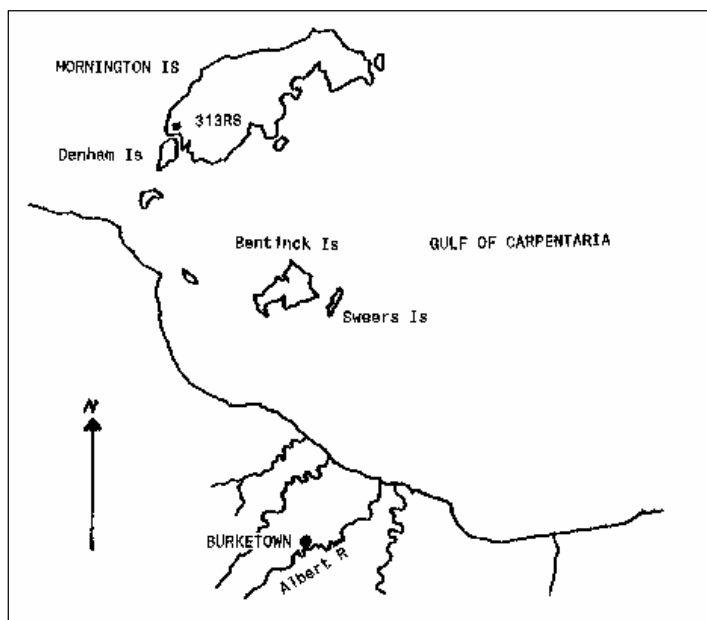 MORNINGTON IS
313RS
Denham Is
Bentinck Is
GULF OF CARPENTARIA
Sweers Is
N
BURKETOWN
Albert R